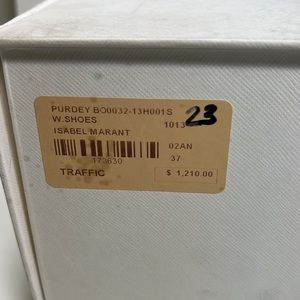 PURDEY BO0032-13H001S
W.SHOES 1013 23
ISABEL MARANT
02AN
173630 37
TRAFFIC $ 1,210.00